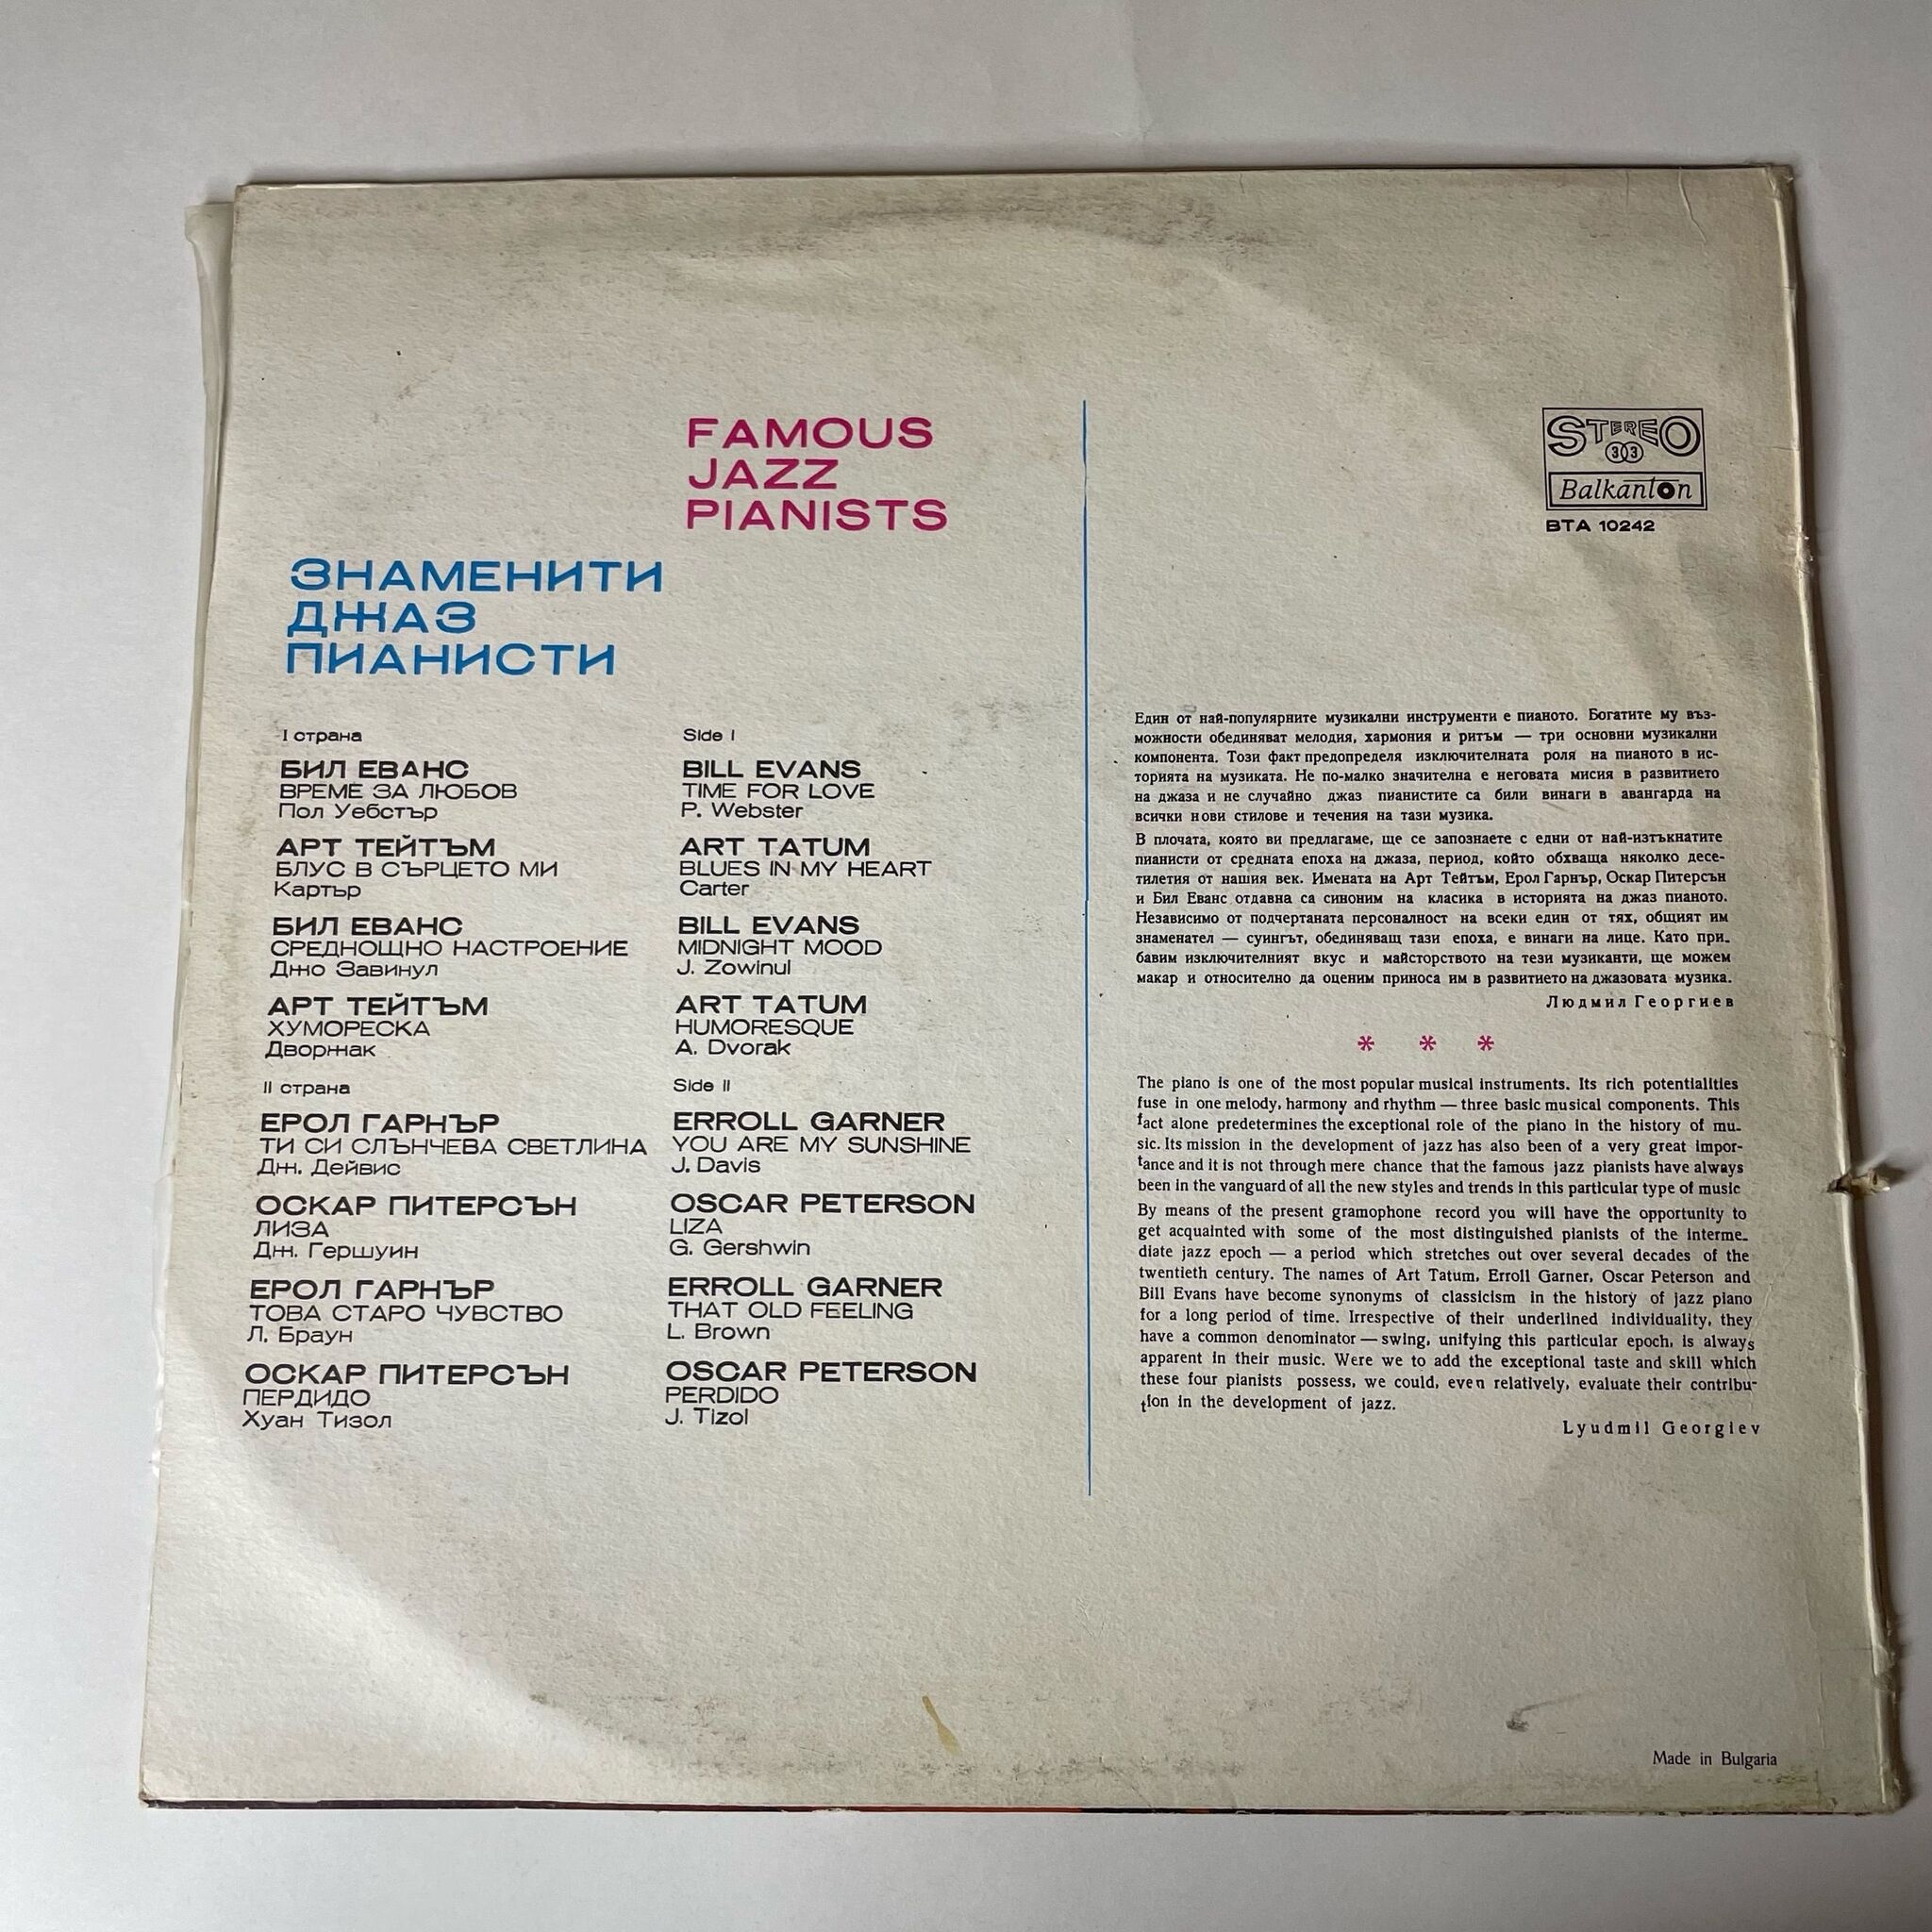 FAMOUS
JAZZ
PIANISTS
ЗНАМЕНИТИ
ДЖАЗ
ПИАНИСТИ
I страна
БИЛ ЕВАНС
ВРЕМЕ ЗА ЛЮБОВ
Пол Уебстър
АРТ ТЕЙТЪМ
БЛУС В СЪРЦЕТО МИ
Картър
БИЛ ЕВАНС
СРЕДНОЩНО НАСТРОЕНИЕ
Джо Завинул
АРТ ТЕЙТЪМ
ХУМОРЕСКА
Дворжак
II страна
ЕРОЛ ГАРНЪР
ТИ СИ СЛЪНЧЕВА СВЕТЛИНА
Дж. Дейвис
ОСКАР ПИТЕРСЪН
ЛИЗА
Дж. Гершуин
ЕРОЛ ГАРНЪР
ТОВА СТАРО ЧУВСТВО
Л. Браун
ОСКАР ПИТЕРСЪН
ПЕРДИДО
Хуан Тизол
Side I
BILL EVANS
TIME FOR LOVE
P. Webster
ART TATUM
BLUES IN MY HEART
Carter
BILL EVANS
MIDNIGHT MOOD
J. Zowinul
ART TATUM
HUMORESQUE
A. Dvorak
Side II
ERROLL GARNER
YOU ARE MY SUNSHINE
J. Davis
OSCAR PETERSON
LIZA
G. Gershwin
ERROLL GARNER
THAT OLD FEELING
L. Brown
OSCAR PETERSON
PERDIDO
J. Tizol
STEREO
33
Balkanton
ВТА 10242
Един от най-популярните музикални инструменти е пианото. Богатите му въз-
можности обединяват мелодия, хармония и ритъм — три основни музикални
компонента. Този факт предопределя изключителната роля на пианото в ис-
торията на музиката. Не по-малко значителна е неговата мисия в развитието
на джаза и не случайно джаз пианистите са били винаги в авангарда на
всички нови стилове и течения на тази музика.
В плочата, която ви предлагаме, ще се запознаете с едни от най-изтъкнатите
пианисти от средната епоха на джаза, период, който обхваща няколко десе-
тилетия от нашия век. Имената на Арт Тейтъм, Ерол Гарнър, Оскар Питерсън
и Бил Еванс отдавна са синоним на класика в историята на джаз пианото.
Независимо от подчертаната персоналност на всеки един от тях, общият им
знаменател — суингът, обединяващ тази епоха, е винаги на лице. Като при-
бавим изключителният вкус и майсторството на тези музиканти, ще можем
макар и относително да оценим приноса им в развитието на джазовата музика.
Людмил Георгиев
* * *
The piano is one of the most popular musical instruments. Its rich potentialities
fuse in one melody, harmony and rhythm — three basic musical components. This
fact alone predetermines the exceptional role of the piano in the history of mu-
sic. Its mission in the development of jazz has also been of a very great impor-
tance and it is not through mere chance that the famous jazz pianists have always
been in the vanguard of all the new styles and trends in this particular type of music
By means of the present gramophone record you will have the opportunity to
get acquainted with some of the most distinguished pianists of the interme-
diate jazz epoch — a period which stretches out over several decades of the
twentieth century. The names of Art Tatum, Erroll Garner, Oscar Peterson and
Bill Evans have become synonyms of classicism in the history of jazz piano
for a long period of time. Irrespective of their underlined individuality, they
have a common denominator — swing, unifying this particular epoch, is always
apparent in their music. Were we to add the exceptional taste and skill which
these four pianists possess, we could, even relatively, evaluate their contribu-
tion in the development of jazz.
Lyudmil Georgiev
Made in Bulgaria